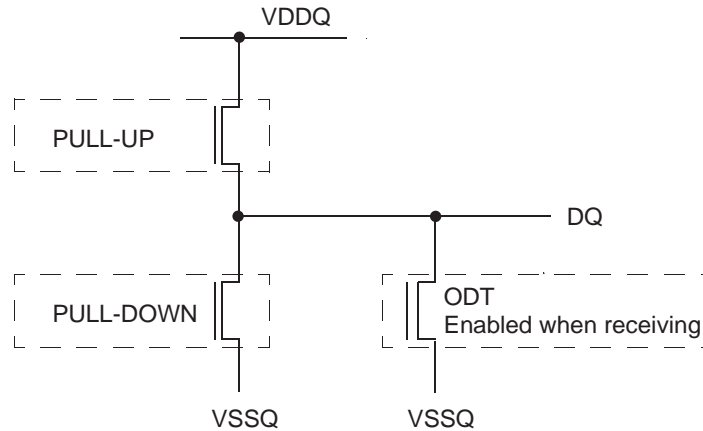 VDDQ
PULL-UP
DQ
PULL-DOWN
ODT
Enabled when receiving
VSSQ
VSSQ